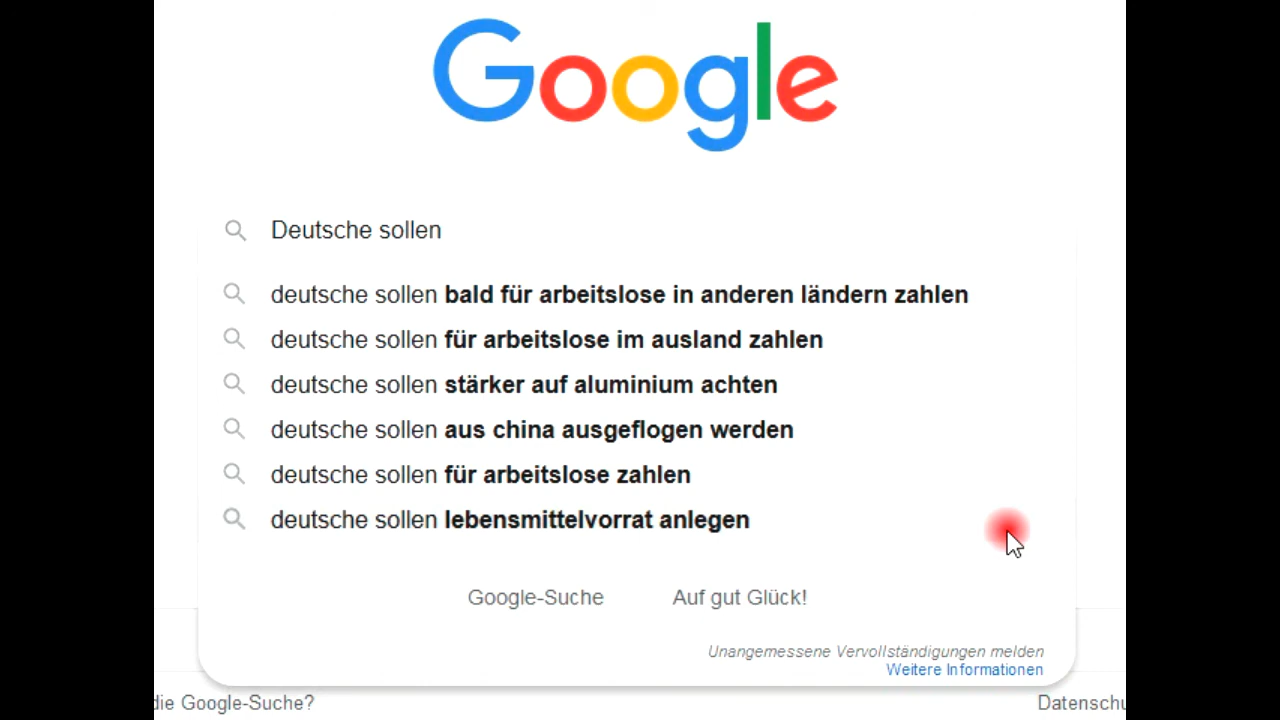 Google
Deutsche sollen
deutsche sollen bald für arbeitslose in anderen ländern zahlen
deutsche sollen für arbeitslose im ausland zahlen
deutsche sollen stärker auf aluminium achten
deutsche sollen aus china ausgeflogen werden
deutsche sollen für arbeitslose zahlen
deutsche sollen lebensmittelvorrat anlegen
Google-Suche Auf gut Glück!
Unangemessene Vervollständigungen melden
Weitere Informationen
die Google-Suche? Datenschu